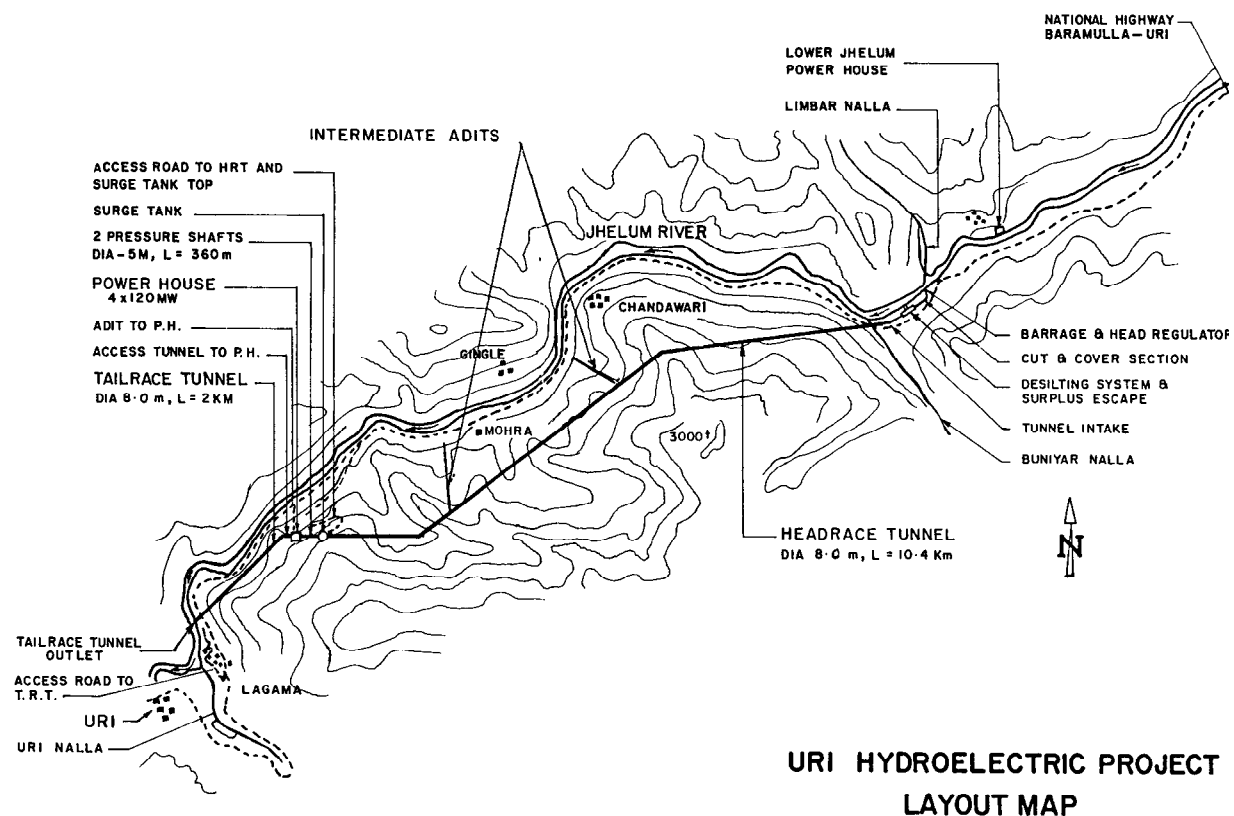 NATIONAL HIGHWAY
BARAMULLA—URI
LOWER JHELUM
POWER HOUSE
LIMBAR NALLA
INTERMEDIATE ADITS
ACCESS ROAD TO HRT AND
SURGE TANK TOP
SURGE TANK
2 PRESSURE SHAFTS
DIA-5M, L= 360m
POWER HOUSE
4x120MW
ADIT TO P.H.
ACCESS TUNNEL TO P.H.
TAILRACE TUNNEL
DIA 8·0 m, L=2KM
JHELUM RIVER
CHANDAWARI
GINGLE
MOHRA
3000†
BARRAGE & HEAD REGULATOR
CUT & COVER SECTION
DESILTING SYSTEM &
SURPLUS ESCAPE
TUNNEL INTAKE
BUNIYAR NALLA
HEADRACE TUNNEL
DIA 8·0 m, L=10·4 Km
N
TAILRACE TUNNEL
OUTLET
ACCESS ROAD TO
T.R.T.
LAGAMA
URI
URI NALLA
URI HYDROELECTRIC PROJECT
LAYOUT MAP